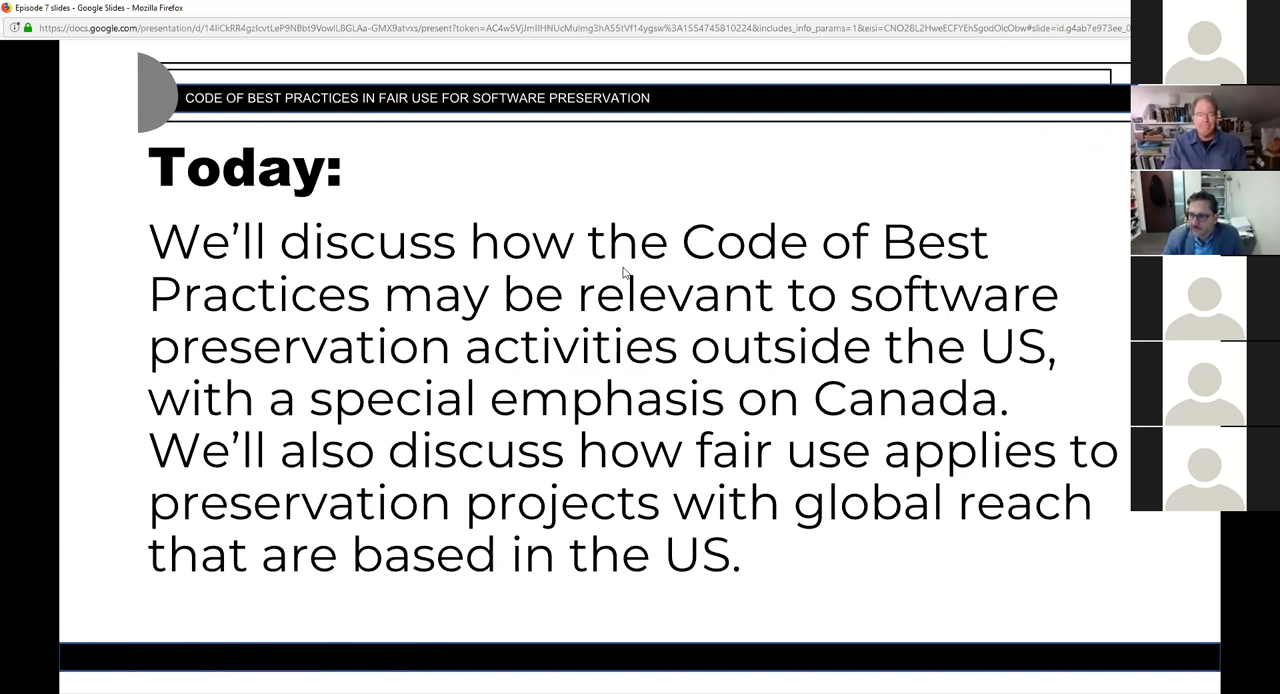 Episode 7 slides - Google Slides - Mozilla Firefox
CODE OF BEST PRACTICES IN FAIR USE FOR SOFTWARE PRESERVATION
Today:
We’ll discuss how the Code of Best
Practices may be relevant to software
preservation activities outside the US,
with a special emphasis on Canada.
We’ll also discuss how fair use applies to
preservation projects with global reach
that are based in the US.